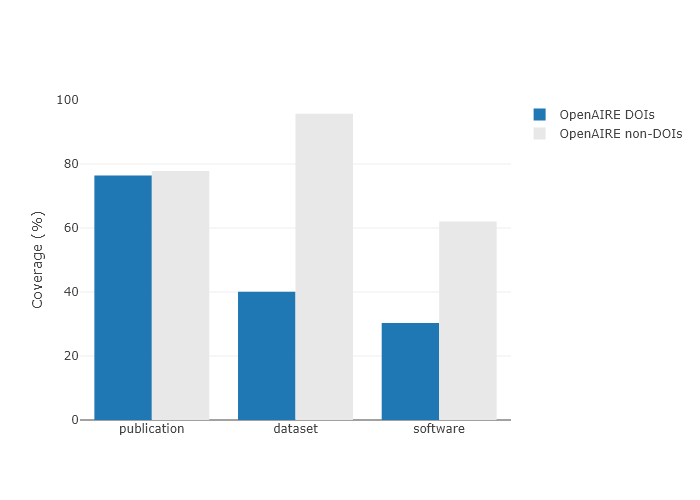 100
80
60
40
20
0
Coverage (%)
publication
dataset
software
OpenAIRE DOIs
OpenAIRE non-DOIs